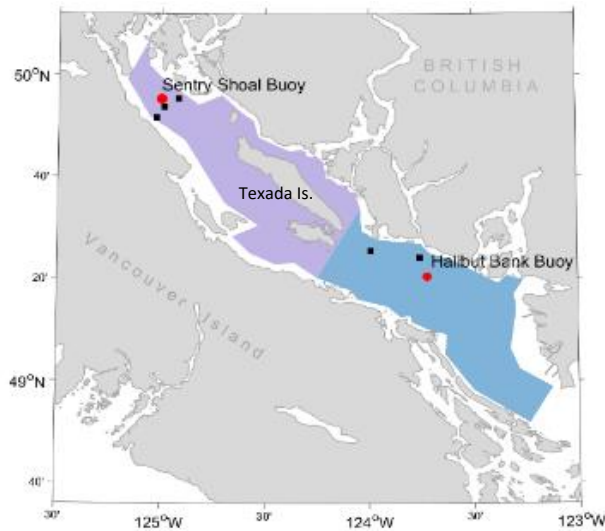 50°N
BRITISH
COLUMBIA
Sentry Shoal Buoy
40'
Texada Is.
Vancouver Island
20'
Halibut Bank Buoy
49°N
40'
30'
125°W
30'
124°W
30'
123°W